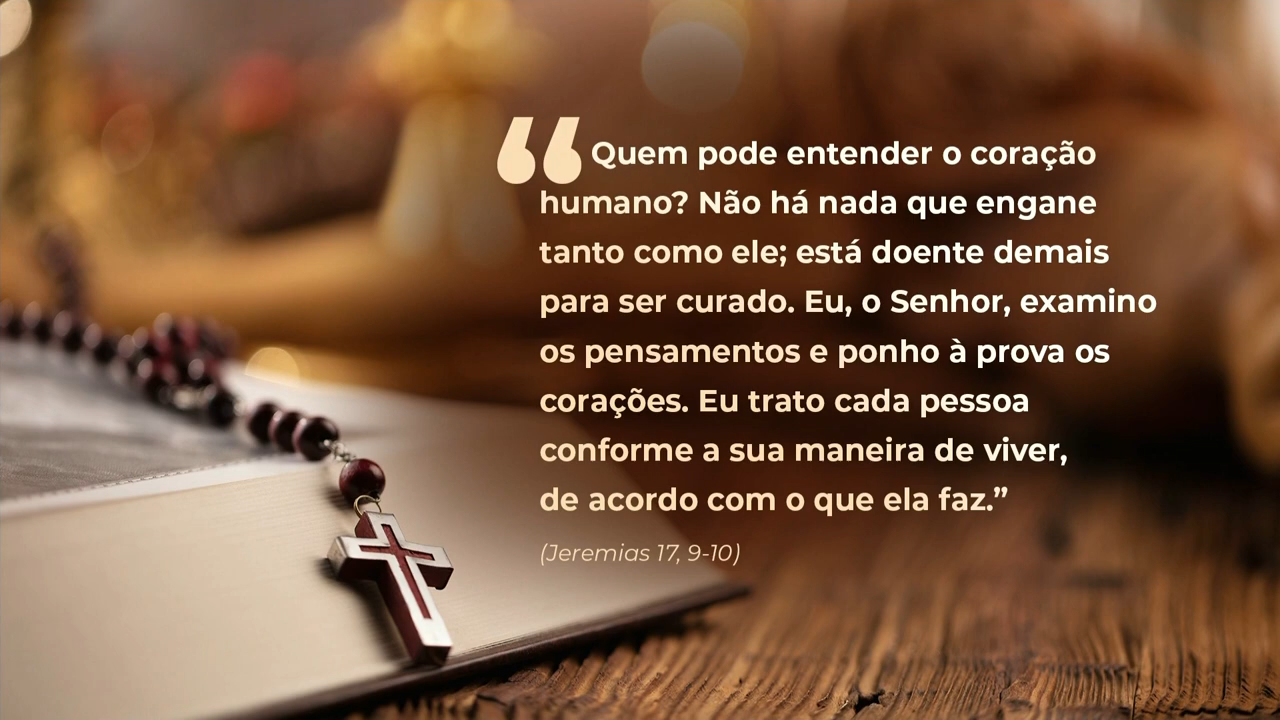 “Quem pode entender o coração
humano? Não há nada que engane
tanto como ele; está doente demais
para ser curado. Eu, o Senhor, examino
os pensamentos e ponho à prova os
corações. Eu trato cada pessoa
conforme a sua maneira de viver,
de acordo com o que ela faz.”
(Jeremias 17, 9-10)